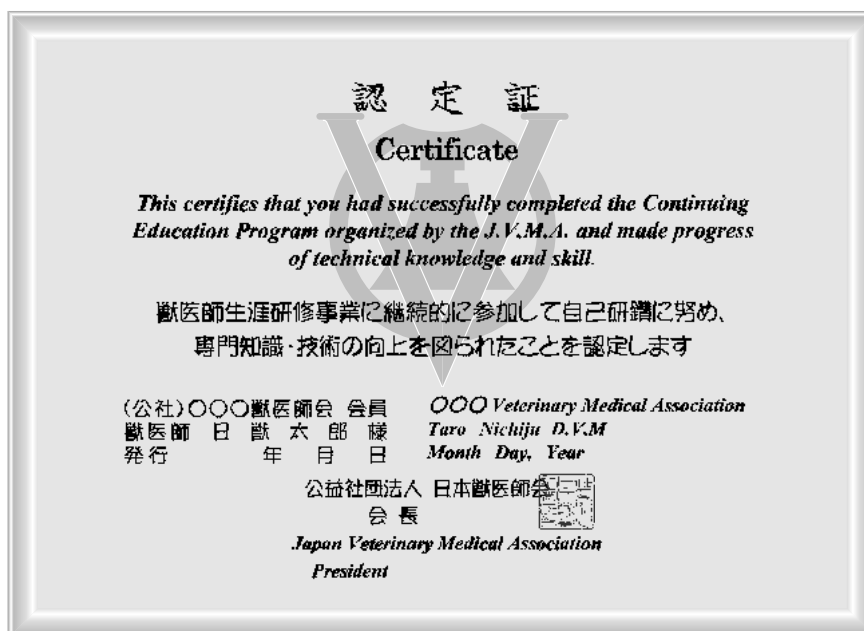 認 定 証
Certificate
This certifies that you had successfully completed the Continuing
Education Program organized by the J.V.M.A. and made progress
of technical knowledge and skill.
獣医師生涯研修事業に継続的に参加して自己研鑽に努め、
専門知識・技術の向上を図られたことを認定します
(公社)〇〇〇獣医師会 会員 〇〇〇 Veterinary Medical Association
獣医師 日 獣 太 郎 様 Taro Nichiju D.V.M
発行 年 月 日 Month Day, Year
公益社団法人 日本獣医師会
会 長
Japan Veterinary Medical Association
President